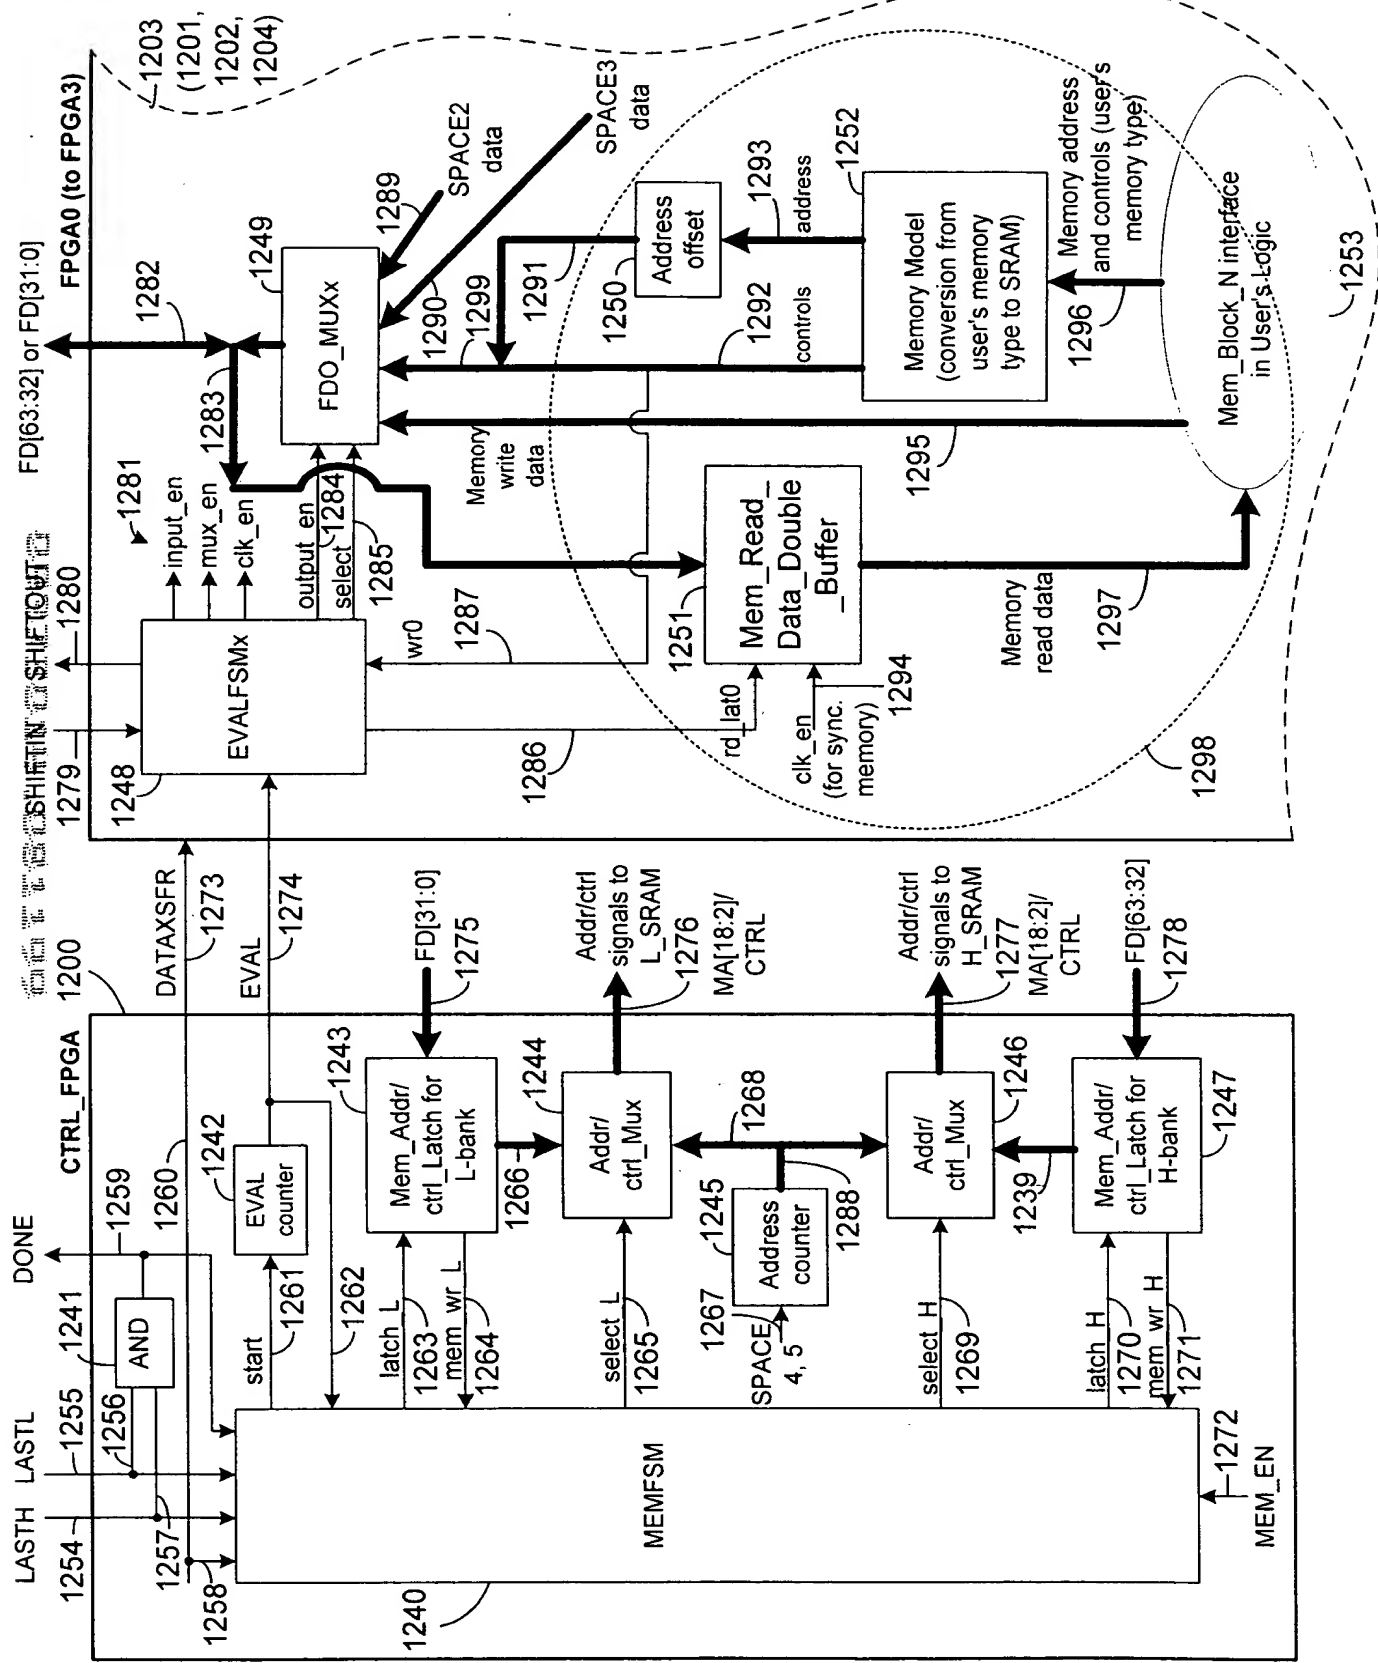 LASTH
LASTL
DONE
1254
1255
1256
1257
1258
1241
AND
1259
1260
CTRL_FPGA
1200
MEMFSM
1240
MEM_EN
1272
start
1261
1262
EVAL
counter
1242
latch_L
1263
mem_wr_L
1264
Mem_Addr/
ctrl_Latch for
L-bank
1243
1266
select_L
1265
Addr/
ctrl_Mux
1244
SPACE
4, 5
1267
Address
counter
1245
1288
1268
select_H
1269
Addr/
ctrl_Mux
1246
1239
latch_H
1270
mem_wr_H
1271
Mem_Addr/
ctrl_Latch for
H-bank
1247
DATAXSFR
1273
EVAL
1274
FD[31:0]
1275
Addr/ctrl
signals to
L_SRAM
1276
MA[18:2]/
CTRL
Addr/ctrl
signals to
H_SRAM
1277
MA[18:2]/
CTRL
FD[63:32]
1278
SHIFTIN
SHIFTOUT
1279
1280
1281
FD[63:32] or FD[31:0]
1282
FPGA0 (to FPGA3)
1203
(1201,
1202,
1204)
1248
EVALFSMx
input_en
mux_en
clk_en
output_en
1284
select
1285
1283
FDO_MUXx
1249
1289
SPACE2
data
SPACE3
data
1290
1299
1291
wr0
1287
1286
rd_lat0
clk_en
(for sync.
memory)
1294
Memory
write
data
1251
Mem_Read_
Data_Double
_Buffer
1250
Address
offset
1293
address
1292
controls
Memory Model
(conversion from
user's memory
type to SRAM)
1252
1295
Memory
read data
1297
1296
Memory address
and controls (user's
memory type)
Mem_Block_N interface
in User's Logic
1298
1253